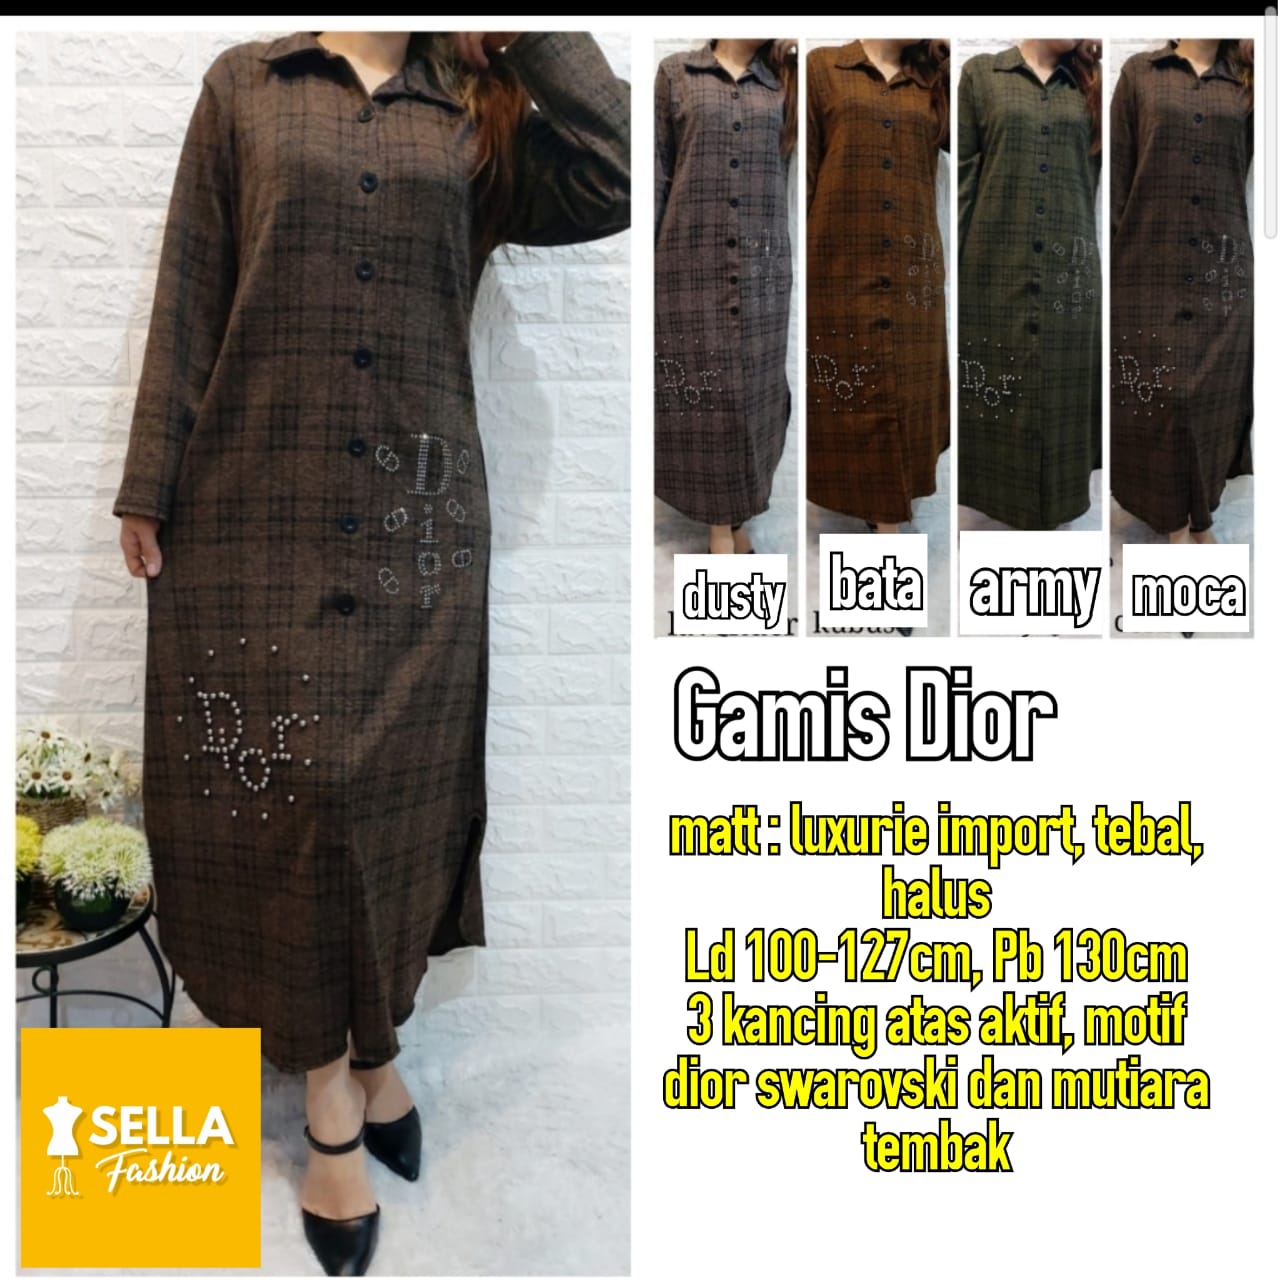 Dior
Dior
dusty
bata
army
moca
Gamis Dior
matt : luxurie import, tebal,
halus
Ld 100-127cm, Pb 130cm
3 kancing atas aktif, motif
dior swarovski dan mutiara
tembak
SELLA
Fashion